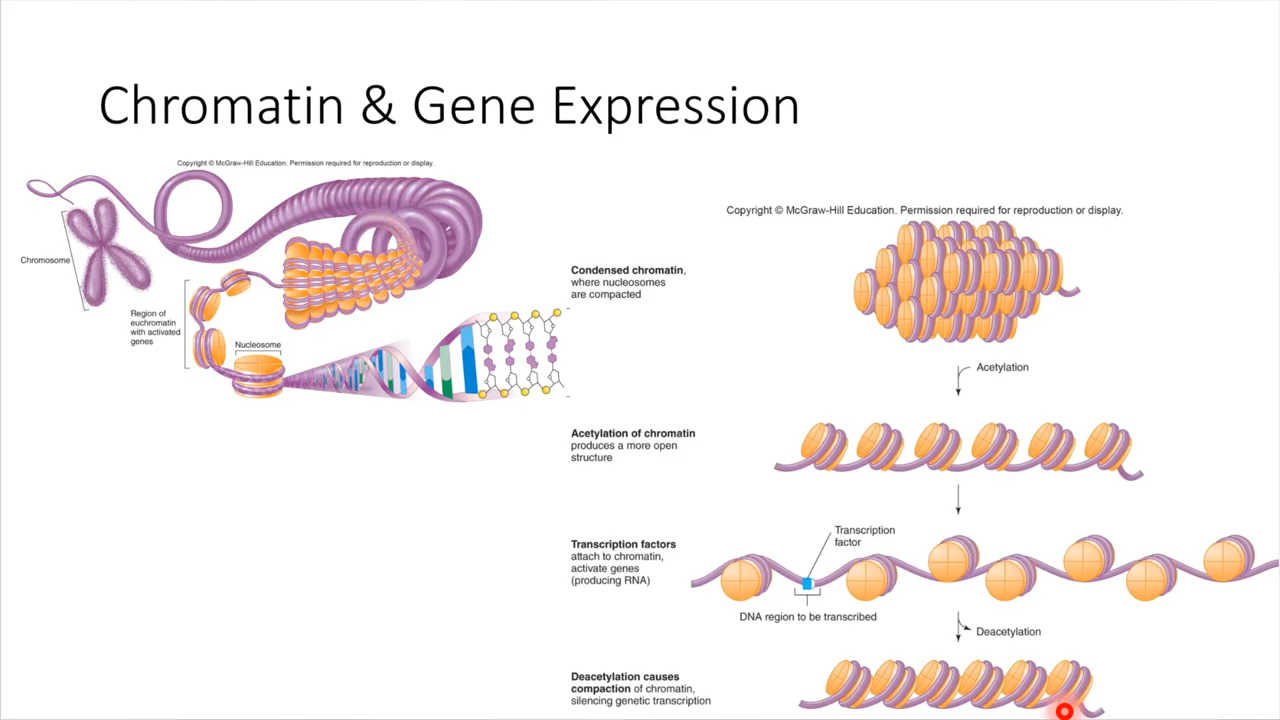 Chromatin & Gene Expression
Copyright © McGraw-Hill Education. Permission required for reproduction or display.
Chromosome
Region of
euchromatin
with activated
genes
Nucleosome
Copyright © McGraw-Hill Education. Permission required for reproduction or display.
Condensed chromatin,
where nucleosomes
are compacted
Acetylation
Acetylation of chromatin
produces a more open
structure
Transcription
factor
Transcription factors
attach to chromatin,
activate genes
(producing RNA)
DNA region to be transcribed
Deacetylation
Deacetylation causes
compaction of chromatin,
silencing genetic transcription